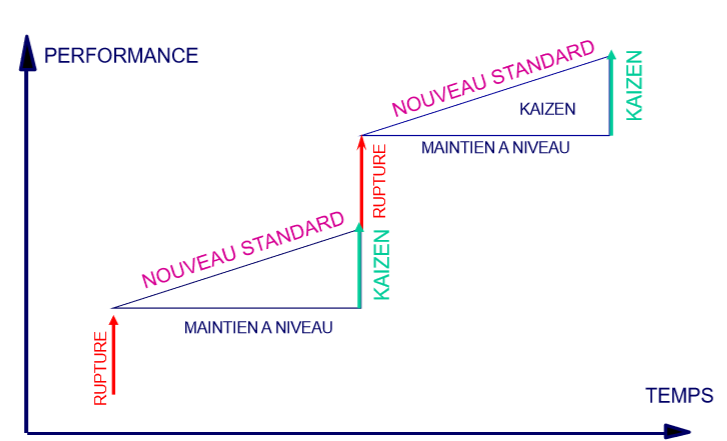 PERFORMANCE
NOUVEAU STANDARD
KAIZEN
KAIZEN
MAINTIEN A NIVEAU
RUPTURE
NOUVEAU STANDARD
KAIZEN
MAINTIEN A NIVEAU
RUPTURE
TEMPS